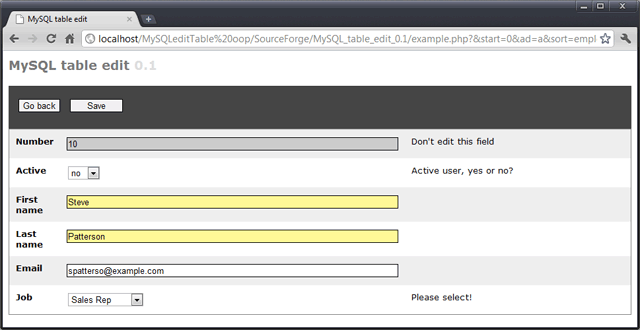 MySQL table edit
localhost/MySQLeditTable%20oop/SourceForge/MySQL_table_edit_0.1/example.php?&start=0&ad=a&sort=empl
MySQL table edit 0.1
Go back Save
Number 10 Don't edit this field
Active no Active user, yes or no?
First
name Steve
Last
name Patterson
Email spatterso@example.com
Job Sales Rep Please select!